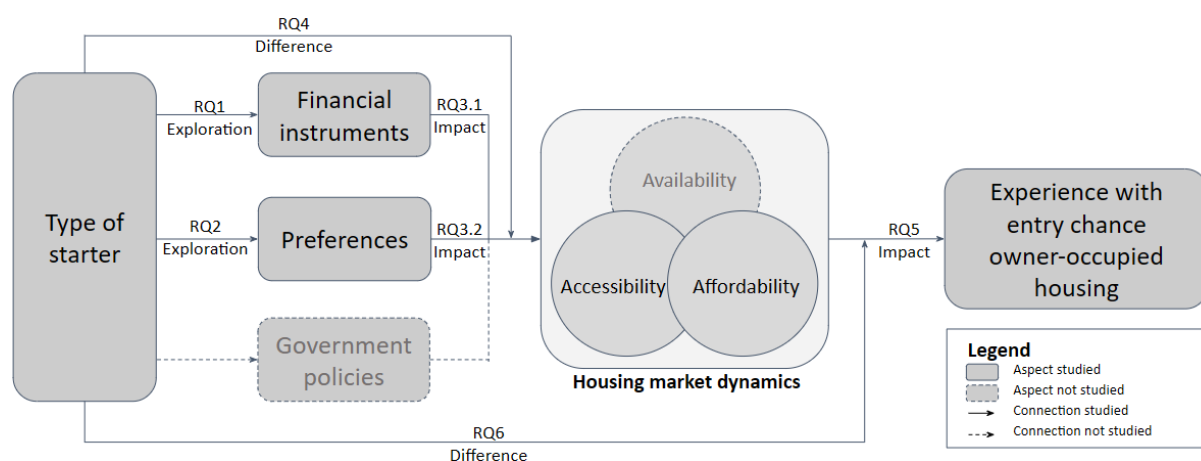 RQ4
Difference
Type of
starter
RQ1
Exploration
Financial
instruments
RQ3.1
Impact
RQ2
Exploration
Preferences
RQ3.2
Impact
Government
policies
Availability
Accessibility
Affordability
Housing market dynamics
RQ5
Impact
Experience with
entry chance
owner-occupied
housing
RQ6
Difference
Legend
Aspect studied
Aspect not studied
Connection studied
Connection not studied